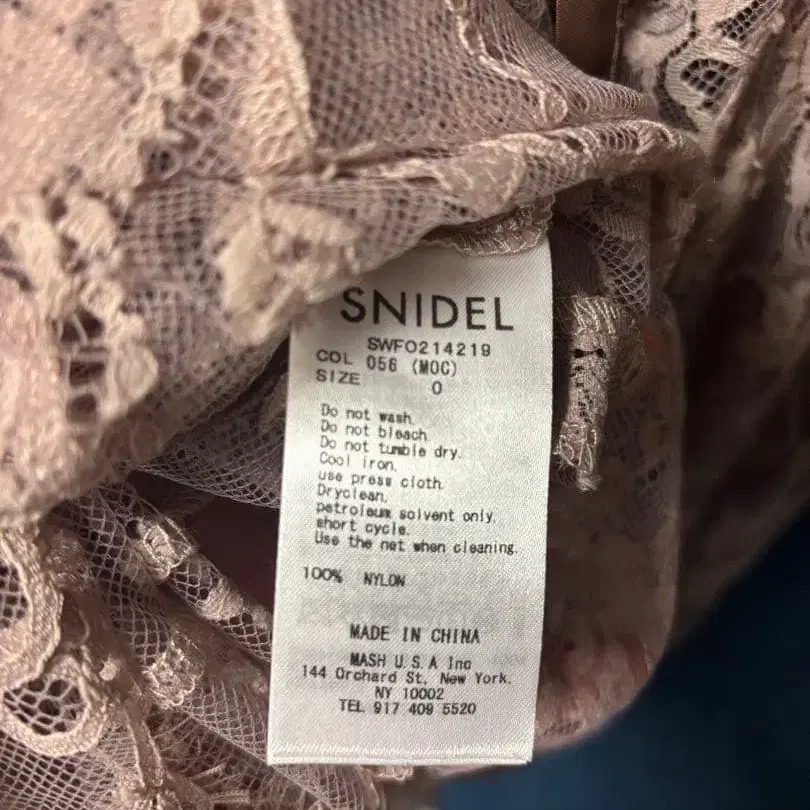 SNIDEL
SWFO214219
COL 056 (MOC)
SIZE 0
Do not wash.
Do not bleach.
Do not tumble dry.
Cool iron,
use press cloth.
Dryclean,
petroleum solvent only,
short cycle.
Use the net when cleaning.
100% NYLON
MADE IN CHINA
MASH U.S.A Inc
144 Orchard St, New York.
NY 10002
TEL 917 409 5520